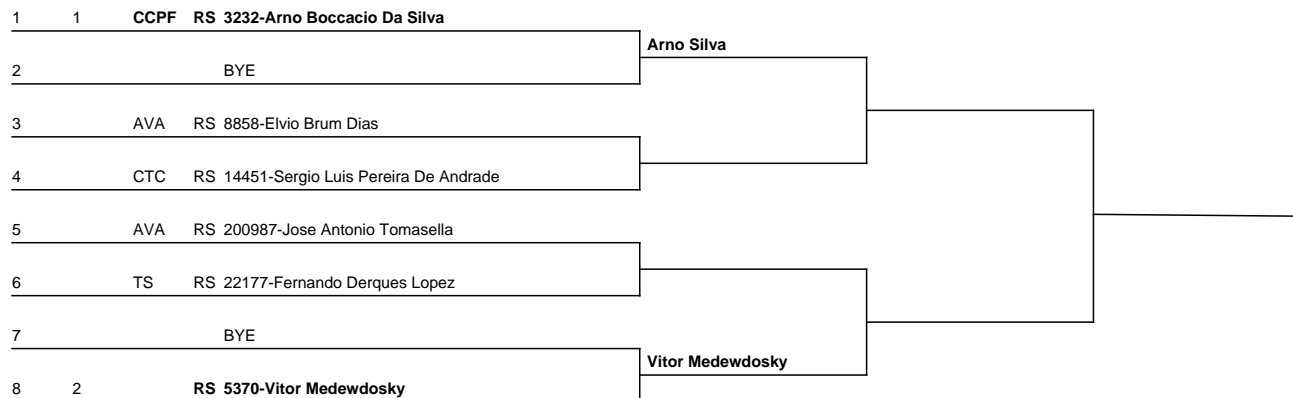 1 1 CCPF RS 3232-Arno Boccacio Da Silva
Arno Silva
2 BYE
3 AVA RS 8858-Elvio Brum Dias
4 CTC RS 14451-Sergio Luis Pereira De Andrade
5 AVA RS 200987-Jose Antonio Tomasella
6 TS RS 22177-Fernando Derques Lopez
7 BYE
Vitor Medewdosky
8 2 RS 5370-Vitor Medewdosky